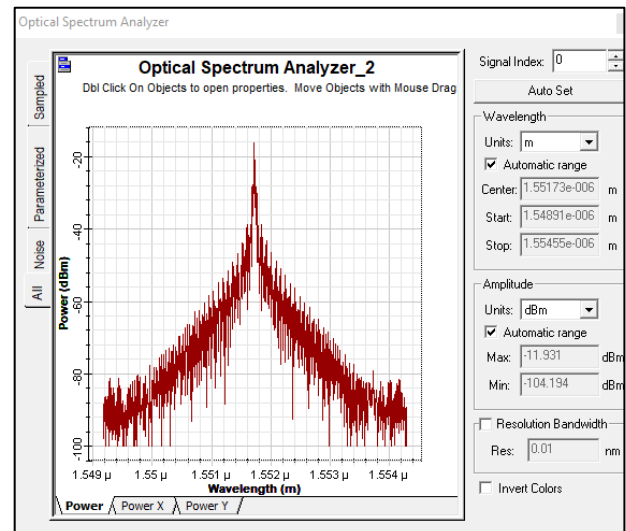 Optical Spectrum Analyzer
Optical Spectrum Analyzer_2
Dbl Click On Objects to open properties. Move Objects with Mouse Drag
Sampled
Parameterized
Noise
All
Power (dBm)
-20
-40
-60
-80
-100
1.549 µ 1.55 µ 1.551 µ 1.552 µ 1.553 µ 1.554 µ
Wavelength (m)
Power Power X Power Y
Signal Index: 0
Auto Set
Wavelength
Units: m
Automatic range
Center: 1.55173e-006 m
Start: 1.54891e-006 m
Stop: 1.55455e-006 m
Amplitude
Units: dBm
Automatic range
Max: -11.931 dBm
Min: -104.194 dBm
Resolution Bandwidth
Res: 0.01 nm
Invert Colors